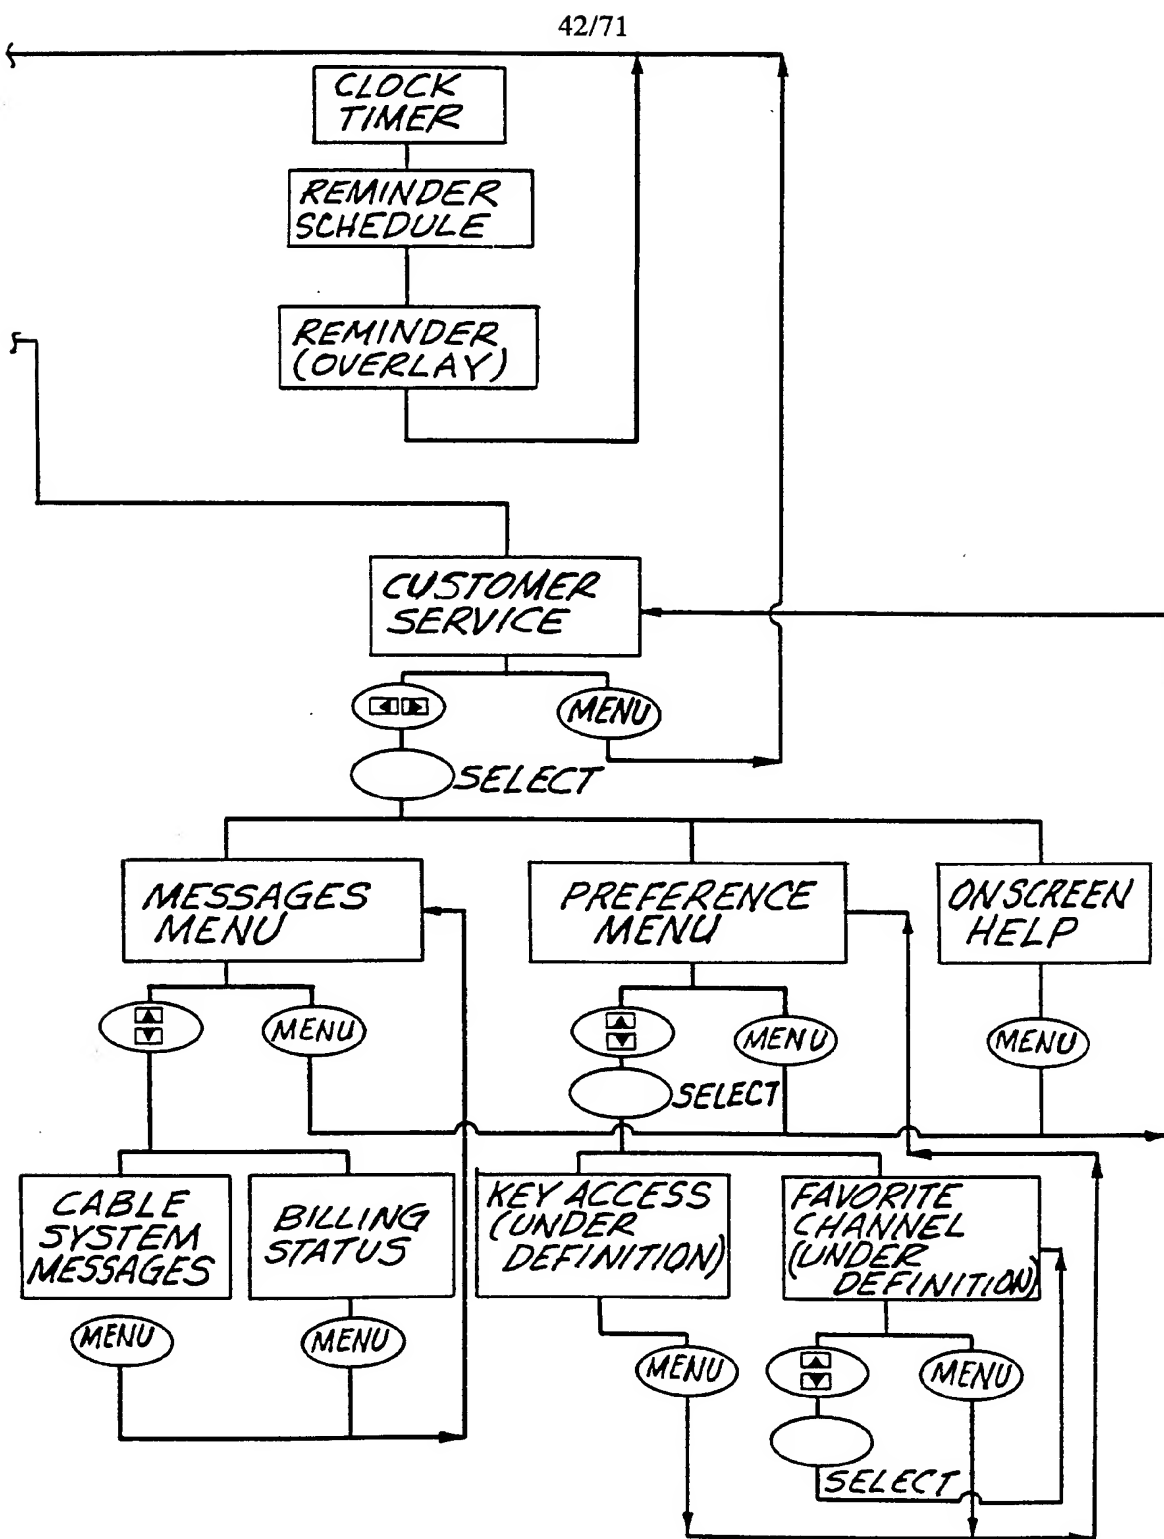 42/71
CLOCK
TIMER
REMINDER
SCHEDULE
REMINDER
(OVERLAY)
CUSTOMER
SERVICE
MENU
SELECT
MESSAGES
MENU
PREFERENCE
MENU
ONSCREEN
HELP
MENU
MENU
MENU
SELECT
CABLE
SYSTEM
MESSAGES
BILLING
STATUS
KEY ACCESS
(UNDER
DEFINITION)
FAVORITE
CHANNEL
(UNDER
DEFINITION)
MENU
MENU
MENU
MENU
SELECT